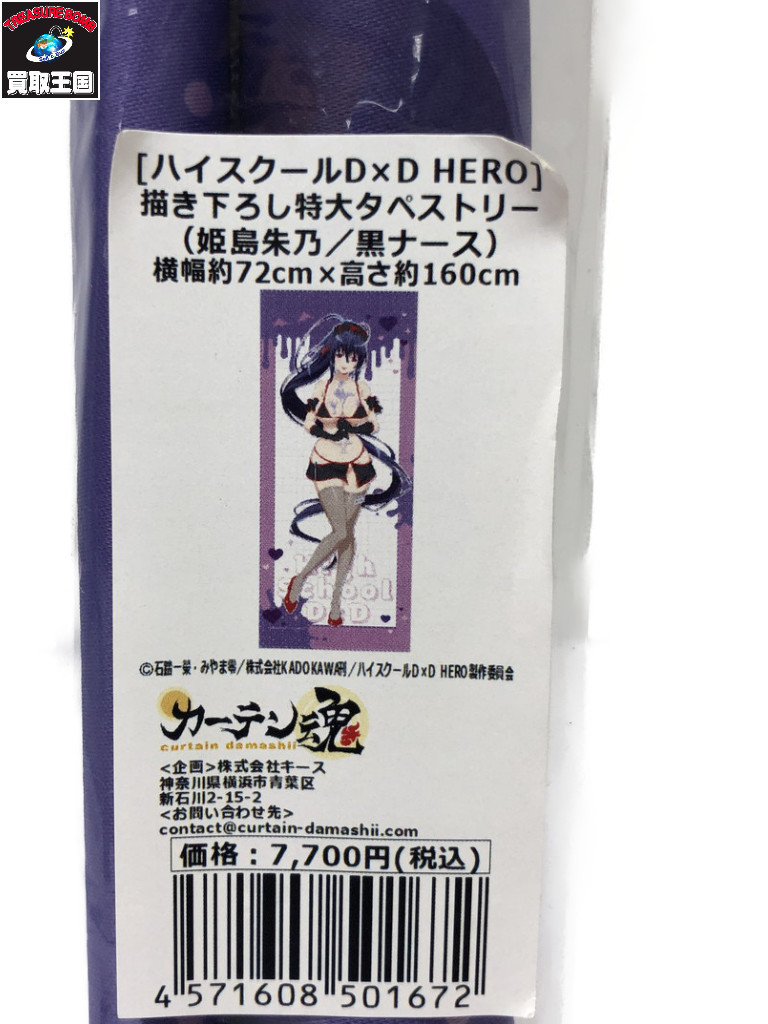 TREASURE BOMB
買取王国
[ハイスクールD×D HERO]
描き下ろし特大タペストリー
（姫島朱乃／黒ナース）
横幅約72cm×高さ約160cm
High
School
D×D
©石踏一榮・みやま零／株式会社KADOKAWA刊／ハイスクールD×D HERO製作委員会
カーテン魂
curtain damashii
<企画>株式会社キース
神奈川県横浜市青葉区
新石川2-15-2
<お問い合わせ先>
contact@curtain-damashii.com
価格：7,700円(税込)
4 571608 501672